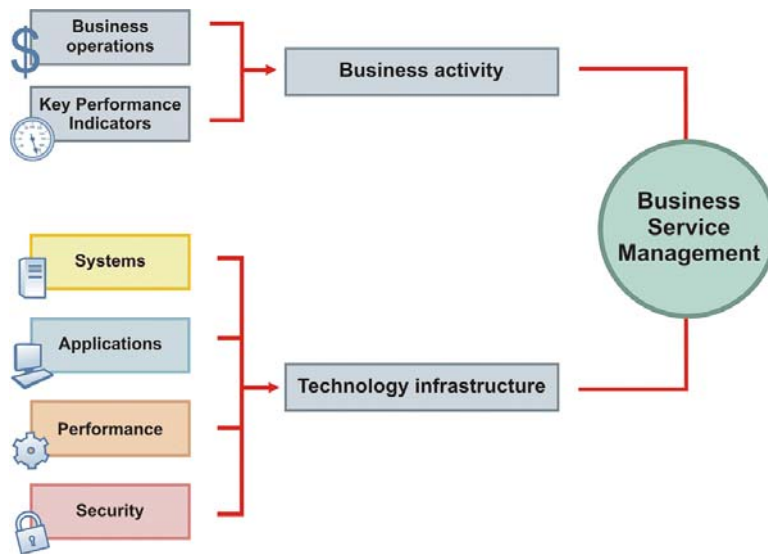 Business
operations
Key Performance
Indicators
Business activity
Business
Service
Management
Systems
Applications
Technology infrastructure
Performance
Security